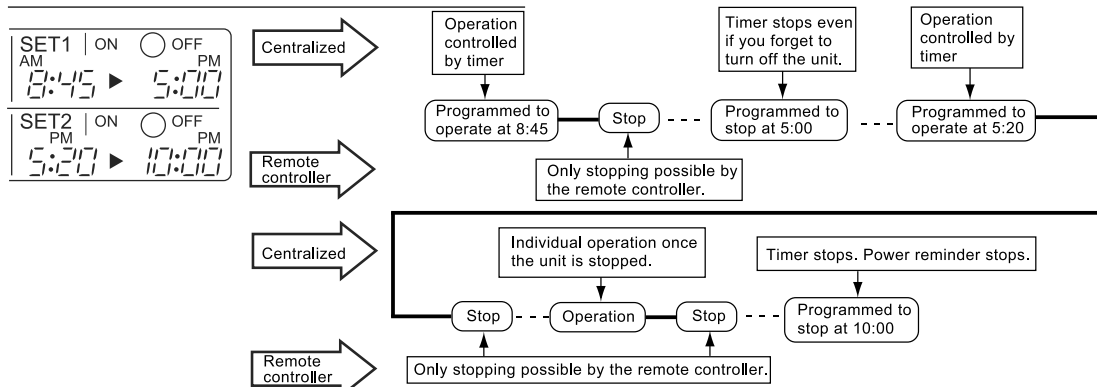 SET1 ON OFF
AM PM
8:45 5:00
SET2 ON OFF
PM PM
5:20 10:00
Centralized
Operation
controlled
by timer
Timer stops even
if you forget to
turn off the unit.
Operation
controlled by
timer
Programmed to
operate at 8:45
Stop
Programmed to
stop at 5:00
Programmed to
operate at 5:20
Remote
controller
Only stopping possible by
the remote controller.
Centralized
Individual operation once
the unit is stopped.
Timer stops. Power reminder stops.
Stop
Operation
Stop
Programmed to
stop at 10:00
Remote
controller
Only stopping possible by the remote controller.